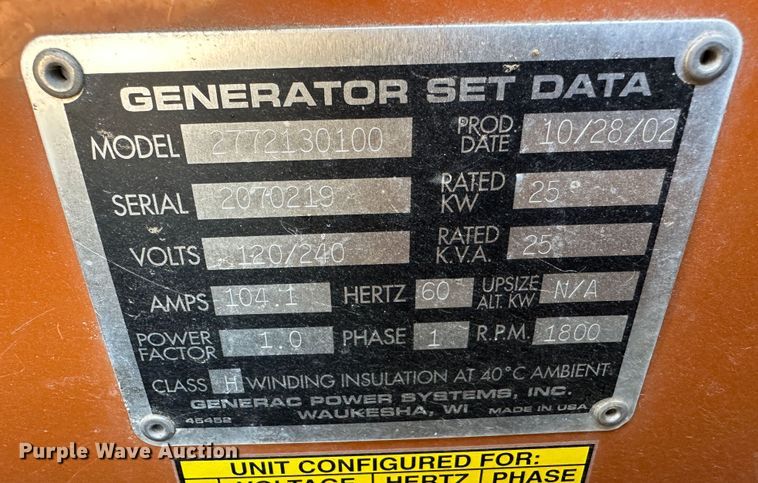 GENERATOR SET DATA
MODEL 2772130100 PROD. DATE 10/28/02
SERIAL 2070219 RATED KW 25
VOLTS 120/240 RATED K.V.A. 25
AMPS 104.1 HERTZ 60 UPSIZE ALT. KW N/A
POWER FACTOR 1.0 PHASE 1 R.P.M. 1800
CLASS H WINDING INSULATION AT 40°C AMBIENT
GENERAC POWER SYSTEMS, INC.
45452 WAUKESHA, WI MADE IN USA
Purple Wave Auction
UNIT CONFIGURED FOR:
VOLTAGE HERTZ PHASE